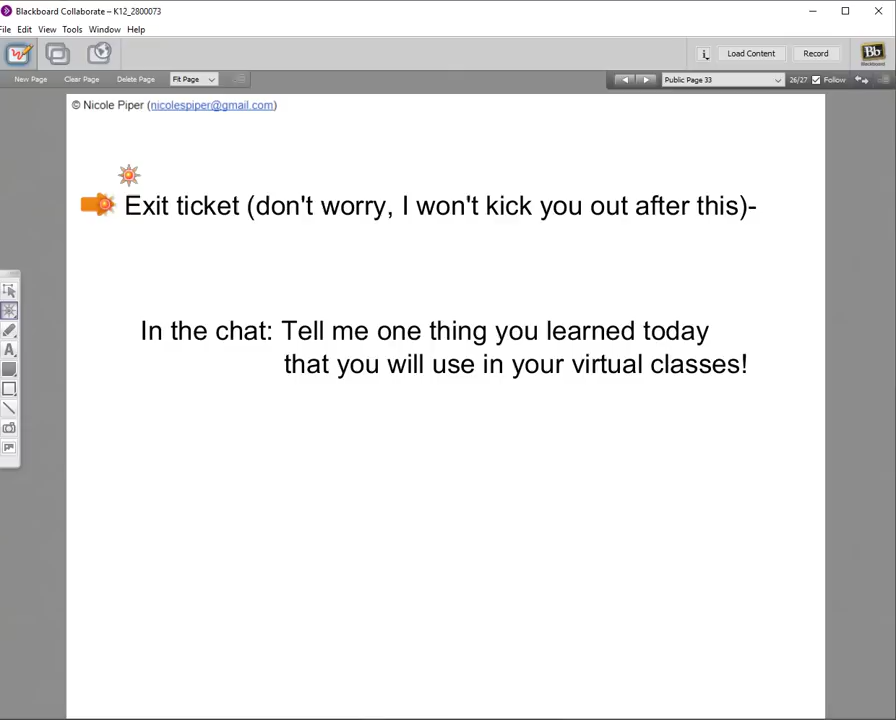 Blackboard Collaborate – K12_2800073
File Edit View Tools Window Help
i Load Content Record Bb
Blackboard
New Page Clear Page Delete Page Fit Page Public Page 33 26/27 Follow
© Nicole Piper (nicolespiper@gmail.com)
Exit ticket (don't worry, I won't kick you out after this)-
In the chat: Tell me one thing you learned today
that you will use in your virtual classes!
A